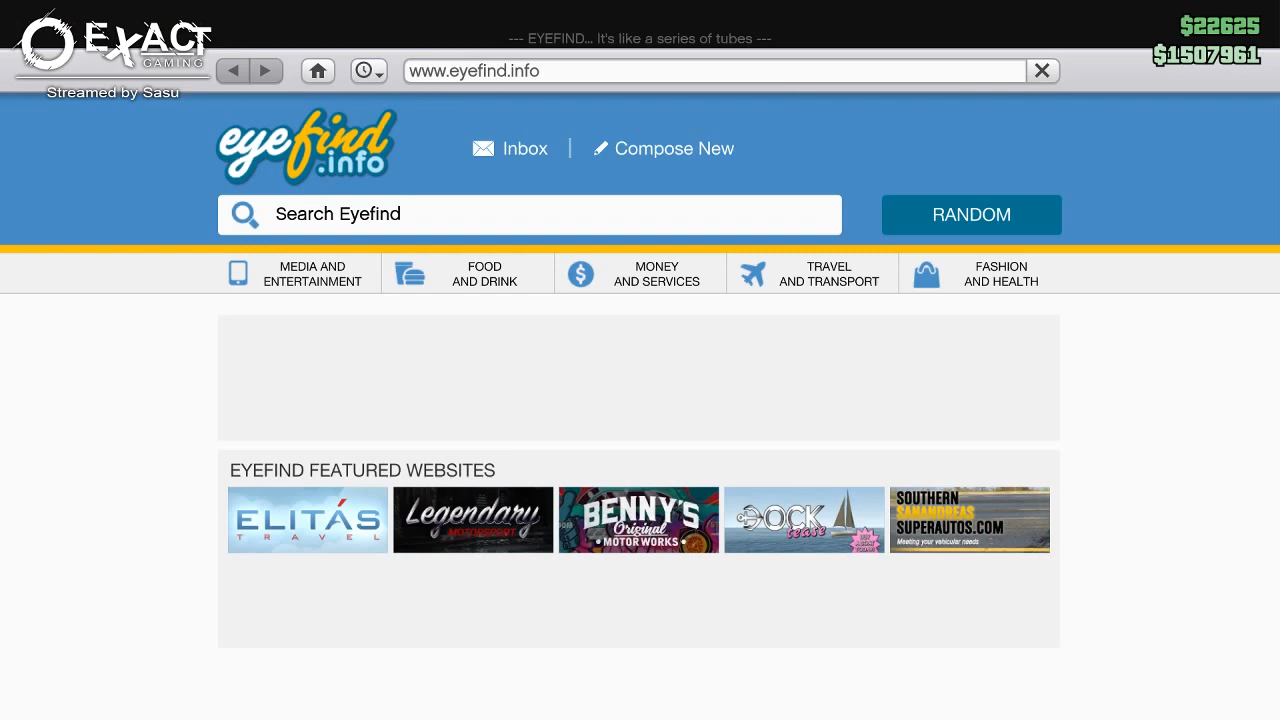 EXACT
GAMING
Streamed by Sasu
--- EYEFIND... It's like a series of tubes ---
$22625
$1507961
www.eyefind.info
eyefind
.info
Inbox
Compose New
Search Eyefind
RANDOM
MEDIA AND
ENTERTAINMENT
FOOD
AND DRINK
MONEY
AND SERVICES
TRAVEL
AND TRANSPORT
FASHION
AND HEALTH
EYEFIND FEATURED WEBSITES
ELITÁS
TRAVEL
Legendary
MOTORSPORT
BENNY'S
Original
MOTORWORKS
DOCK
tease
SOUTHERN
SANANDREAS
SUPERAUTOS.COM
Meeting your vehicular needs